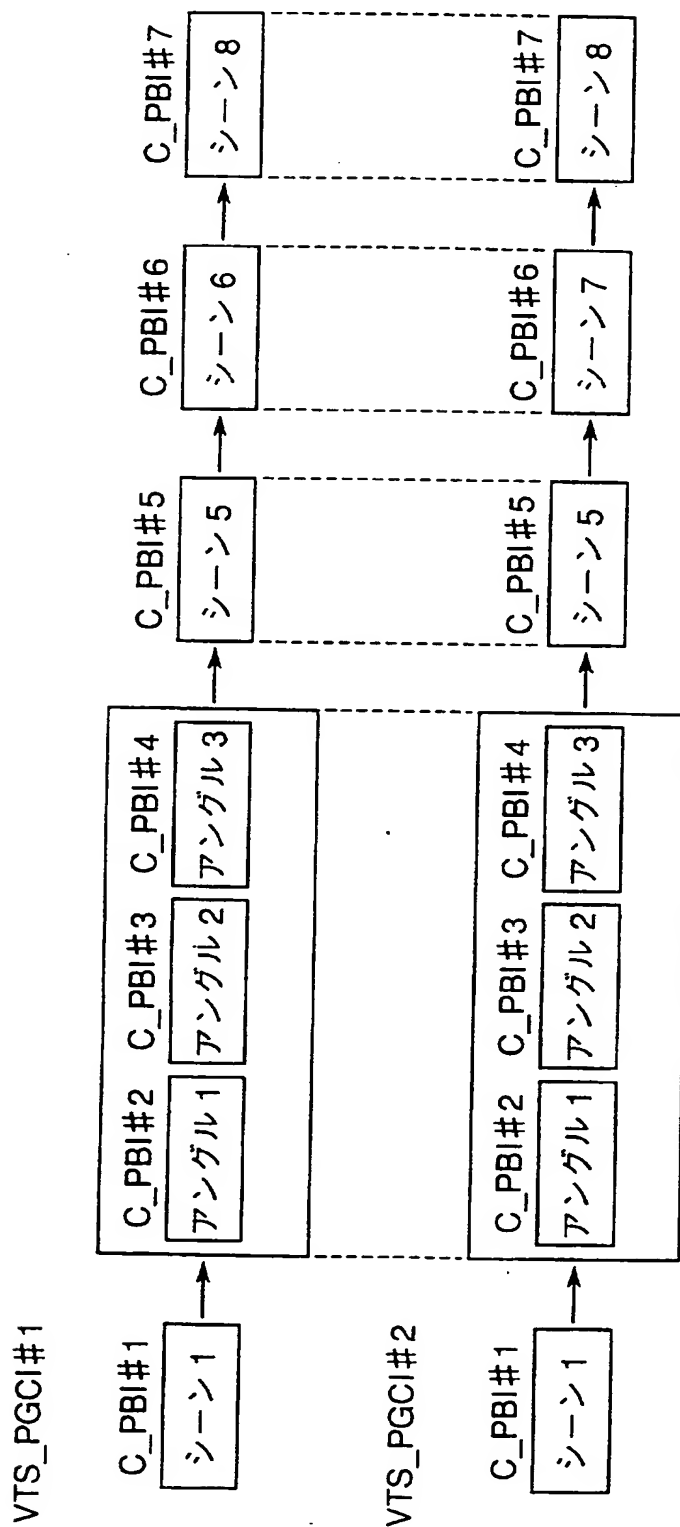 VTS_PGCI#1
C_PBI#1
シーン1
C_PBI#2
アングル1
C_PBI#3
アングル2
C_PBI#4
アングル3
C_PBI#5
シーン5
C_PBI#6
シーン6
C_PBI#7
シーン8
VTS_PGCI#2
C_PBI#1
シーン1
C_PBI#2
アングル1
C_PBI#3
アングル2
C_PBI#4
アングル3
C_PBI#5
シーン5
C_PBI#6
シーン7
C_PBI#7
シーン8